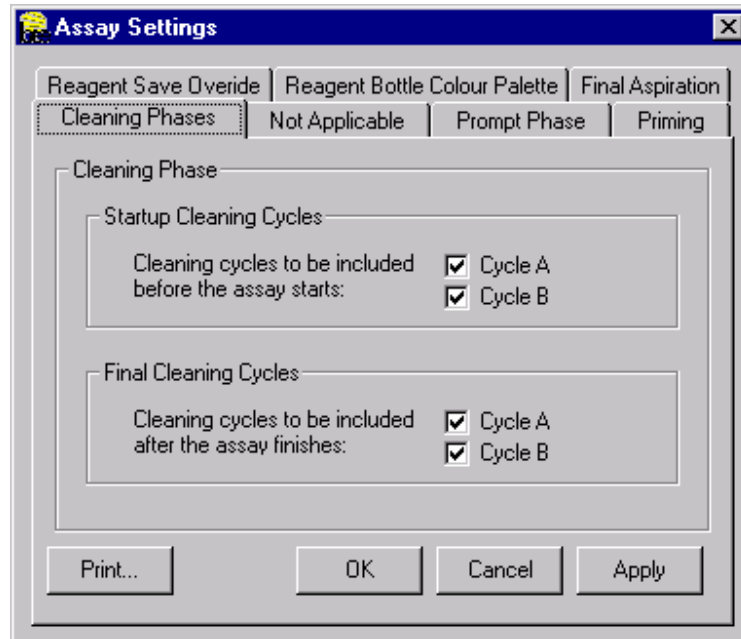 Assay Settings
Reagent Save Overide
Reagent Bottle Colour Palette
Final Aspiration
Cleaning Phases
Not Applicable
Prompt Phase
Priming
Cleaning Phase
Startup Cleaning Cycles
Cleaning cycles to be included
before the assay starts:
Cycle A
Cycle B
Final Cleaning Cycles
Cleaning cycles to be included
after the assay finishes:
Cycle A
Cycle B
Print...
OK
Cancel
Apply